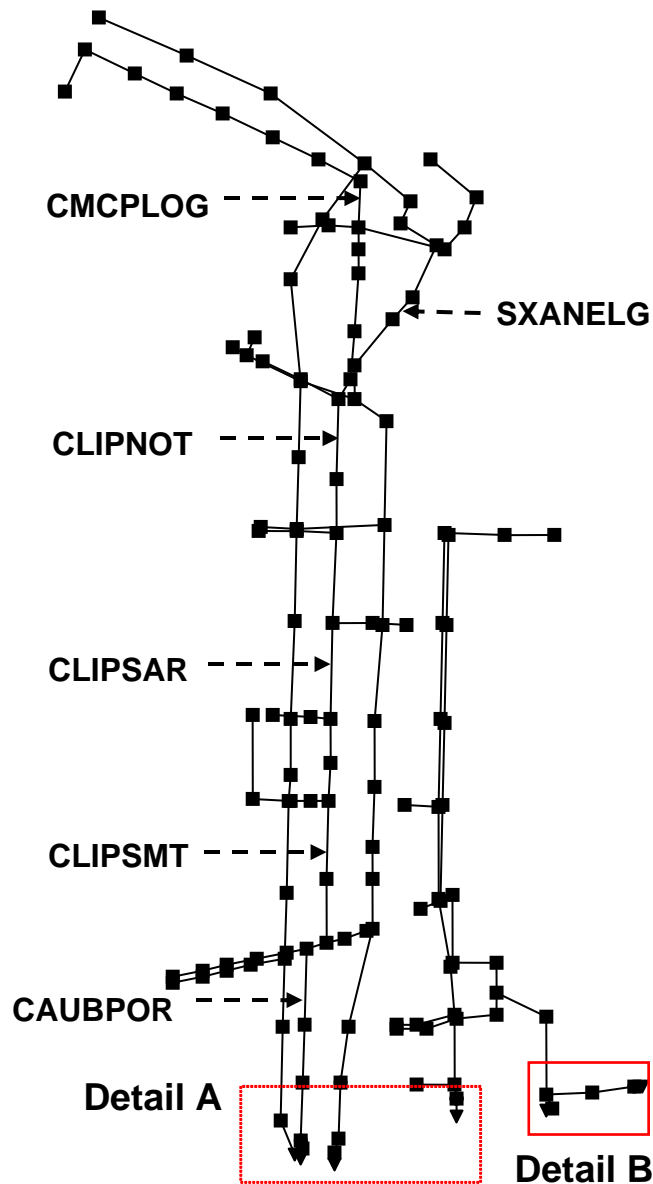 CMCPLOG
SXANELG
CLIPNOT
CLIPSAR
CLIPSMT
CAUBPOR
Detail A
Detail B